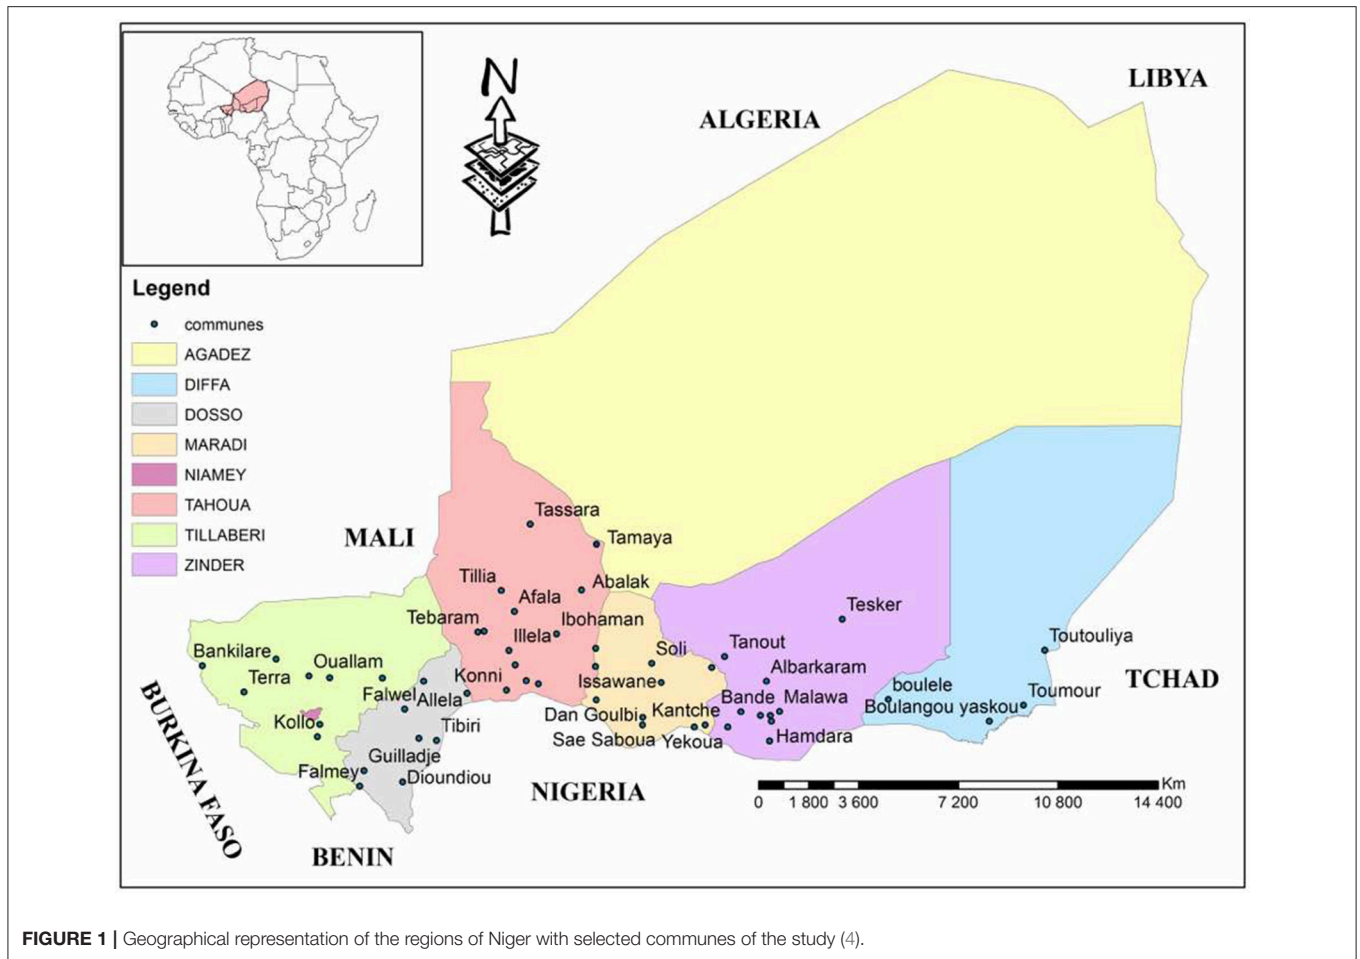 N
LIBYA
ALGERIA
Legend
communes
AGADEZ
DIFFA
DOSSO
MARADI
NIAMEY
TAHOUA
TILLABERI
ZINDER
MALI
Tassara
Tamaya
Tillia
Abalak
Afala
Tebaram
Ibohaman
Illela
Tesker
Toutouliya
Bankilare
Ouallam
Soli
Tanout
Terra
Konni
Issawane
Albarkaram
TCHAD
Falwel
Allela
Bande
Malawa
boulele
Toumour
Boulangou yaskou
Kollo
Tibiri
Dan Goulbi
Kantche
Sae Saboua
Yekoua
Hamdara
Guilladje
Falmey
Dioundiou
BURKINA FASO
NIGERIA
BENIN
Km
0 1 800 3 600 7 200 10 800 14 400
FIGURE 1 | Geographical representation of the regions of Niger with selected communes of the study (4).